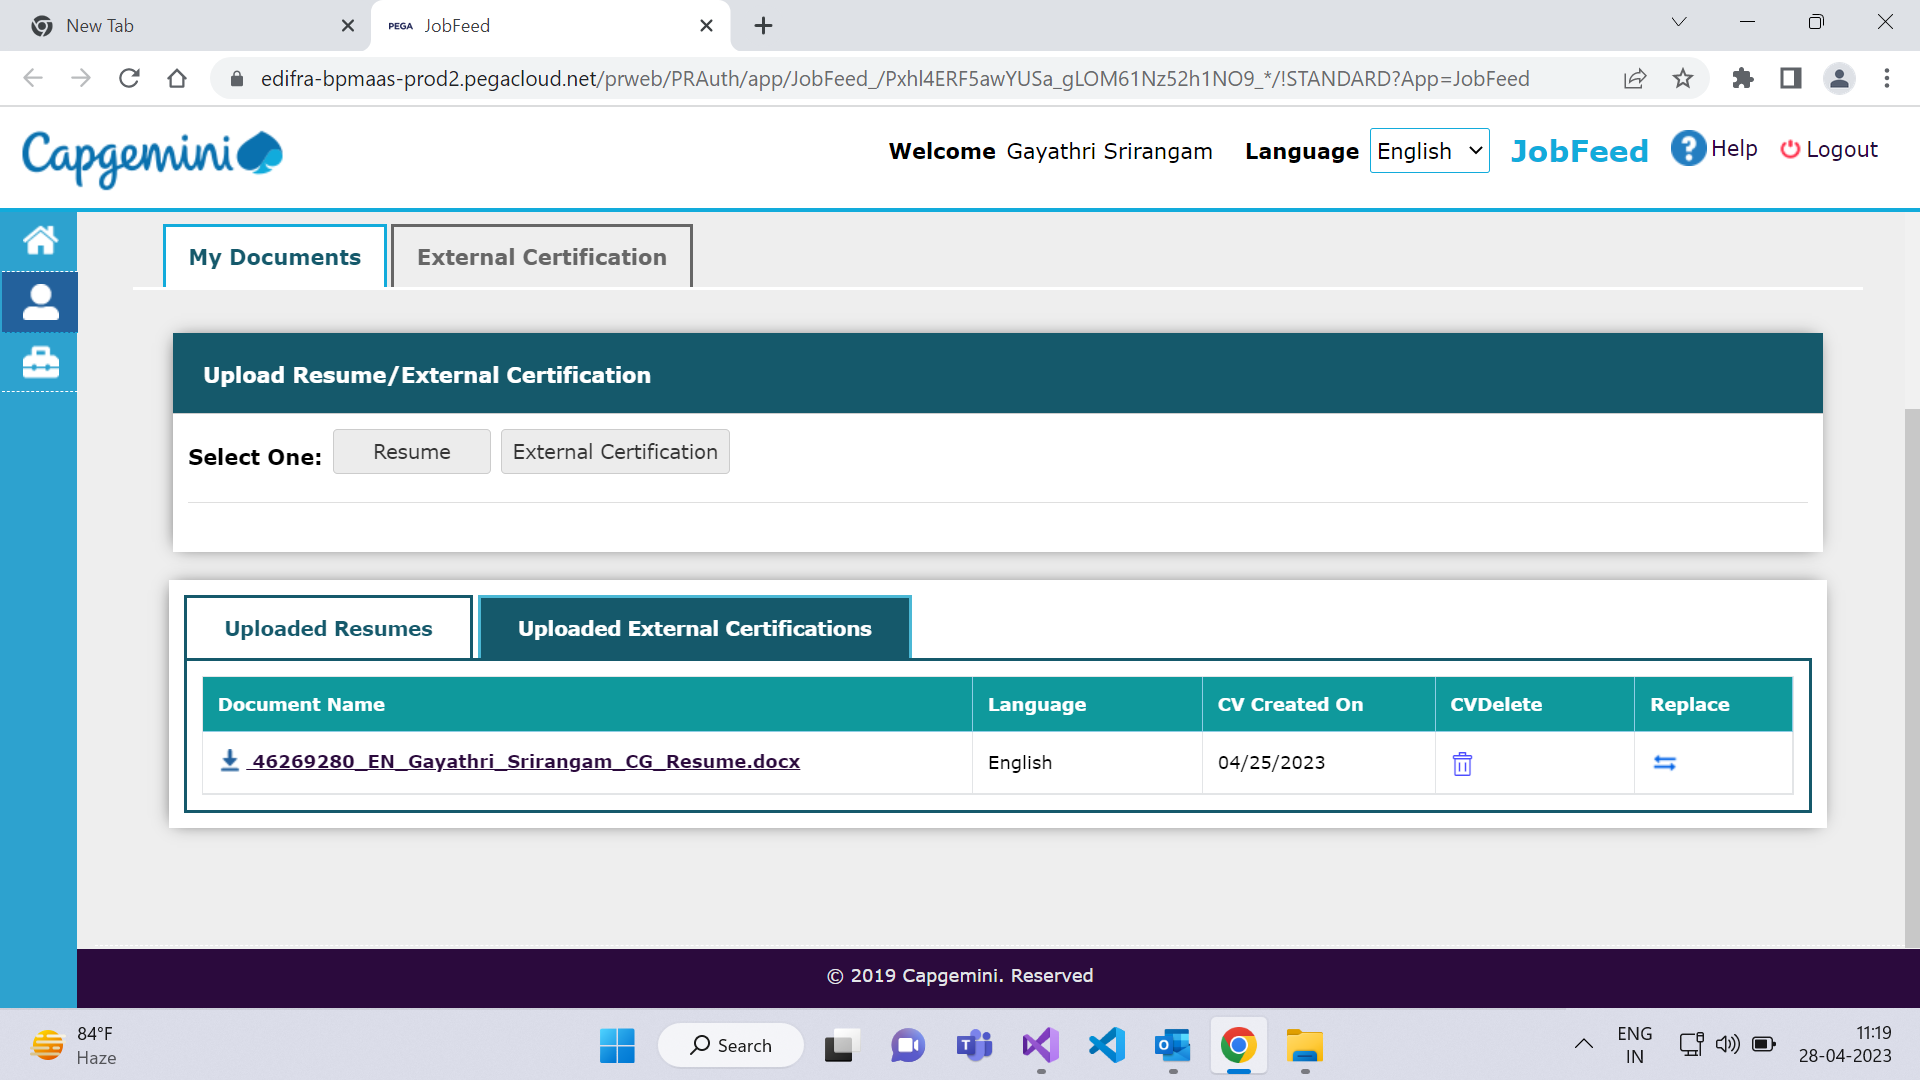 New Tab
PEGA JobFeed
edifra-bpmaas-prod2.pegacloud.net/prweb/PRAuth/app/JobFeed_/Pxhl4ERF5awYUSa_gLOM61Nz52h1NO9_*/!STANDARD?App=JobFeed
Capgemini
Welcome Gayathri Srirangam Language English JobFeed ? Help Logout
My Documents External Certification
Upload Resume/External Certification
Select One: Resume External Certification
Uploaded Resumes Uploaded External Certifications
Document Name Language CV Created On CVDelete Replace
46269280_EN_Gayathri_Srirangam_CG_Resume.docx English 04/25/2023
© 2019 Capgemini. Reserved
84°F
Haze
Search
ENG
IN
11:19
28-04-2023